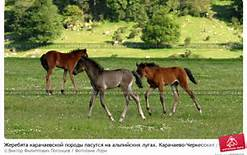 Жеребята карачаевской породы пасутся на альпийских лугах. Карачаево-Черкесская
© Виктор Филиппович Погонцев / Фотобанк Лори